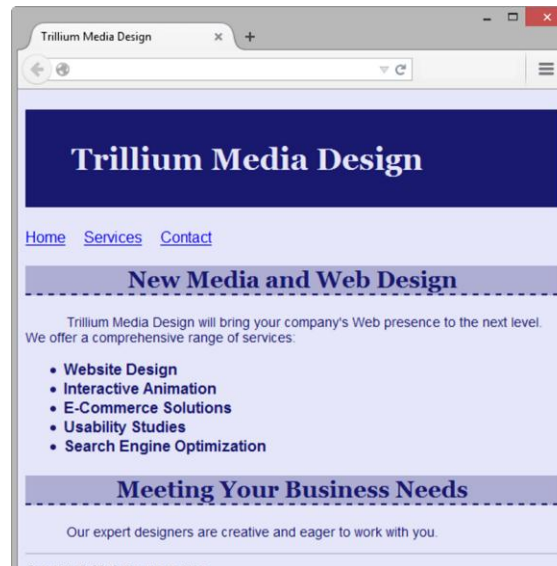 Trillium Media Design
Trillium Media Design
Home Services Contact
New Media and Web Design
Trillium Media Design will bring your company's Web presence to the next level.
We offer a comprehensive range of services:
Website Design
Interactive Animation
E-Commerce Solutions
Usability Studies
Search Engine Optimization
Meeting Your Business Needs
Our expert designers are creative and eager to work with you.